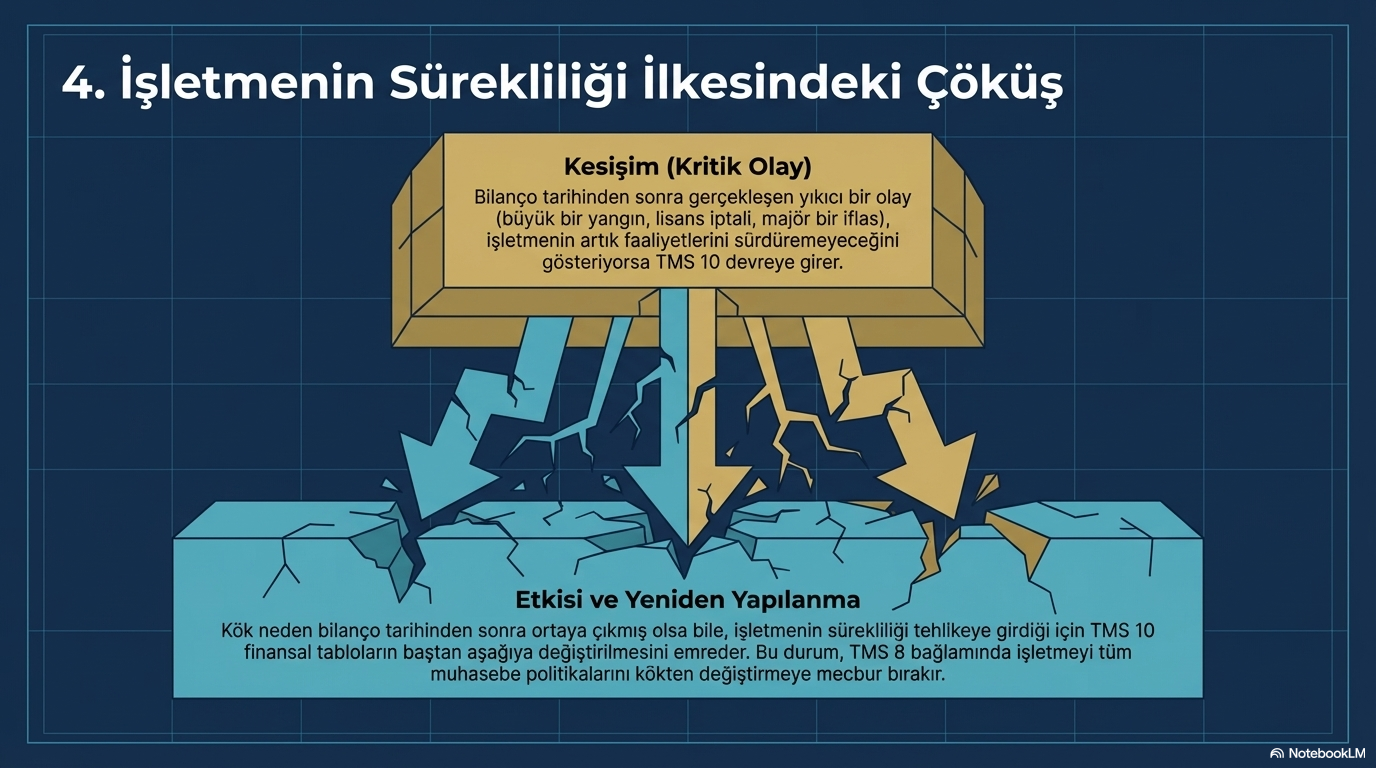 4. İşletmenin Sürekliliği İlkesindeki Çöküş
Kesişim (Kritik Olay)
Bilanço tarihinden sonra gerçekleşen yıkıcı bir olay
(büyük bir yangın, lisans iptali, majör bir iflas),
işletmenin artık faaliyetlerini sürdüremeyeceğini
gösteriyorsa TMS 10 devreye girer.
Etkisi ve Yeniden Yapılanma
Kök neden bilanço tarihinden sonra ortaya çıkmış olsa bile, işletmenin sürekliliği tehlikeye girdiği için TMS 10
finansal tabloların baştan aşağıya değiştirilmesini emreder. Bu durum, TMS 8 bağlamında işletmeyi tüm
muhasebe politikalarını kökten değiştirmeye mecbur bırakır.
NotebookLM